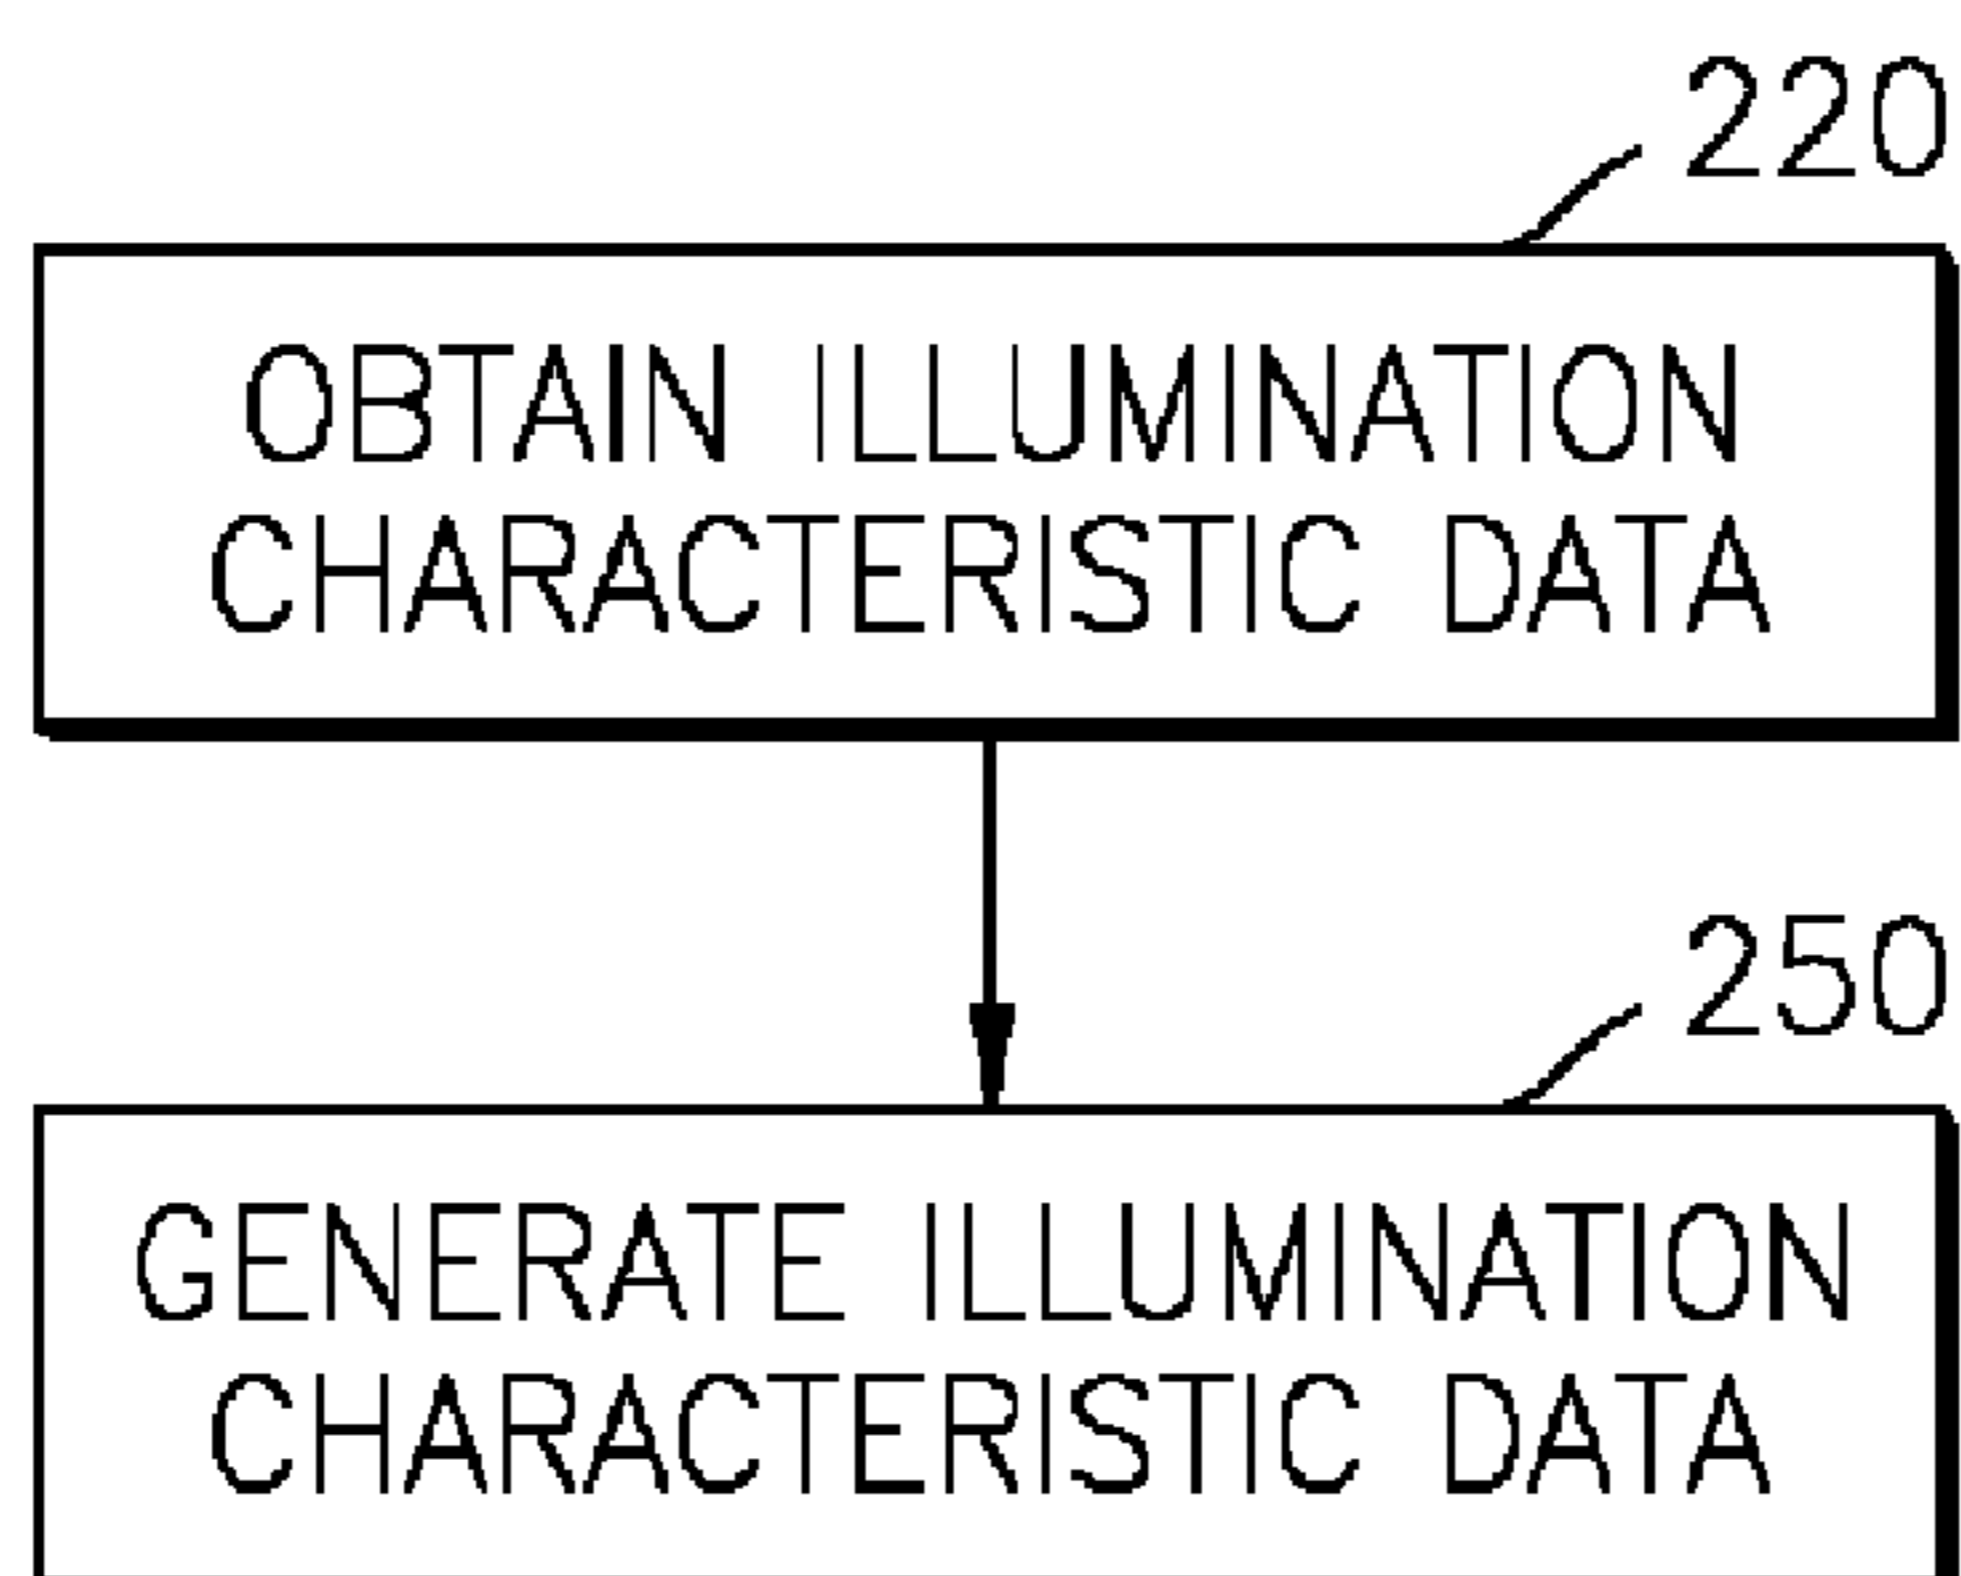 220
OBTAIN ILLUMINATION
CHARACTERISTIC DATA
250
GENERATE ILLUMINATION
CHARACTERISTIC DATA